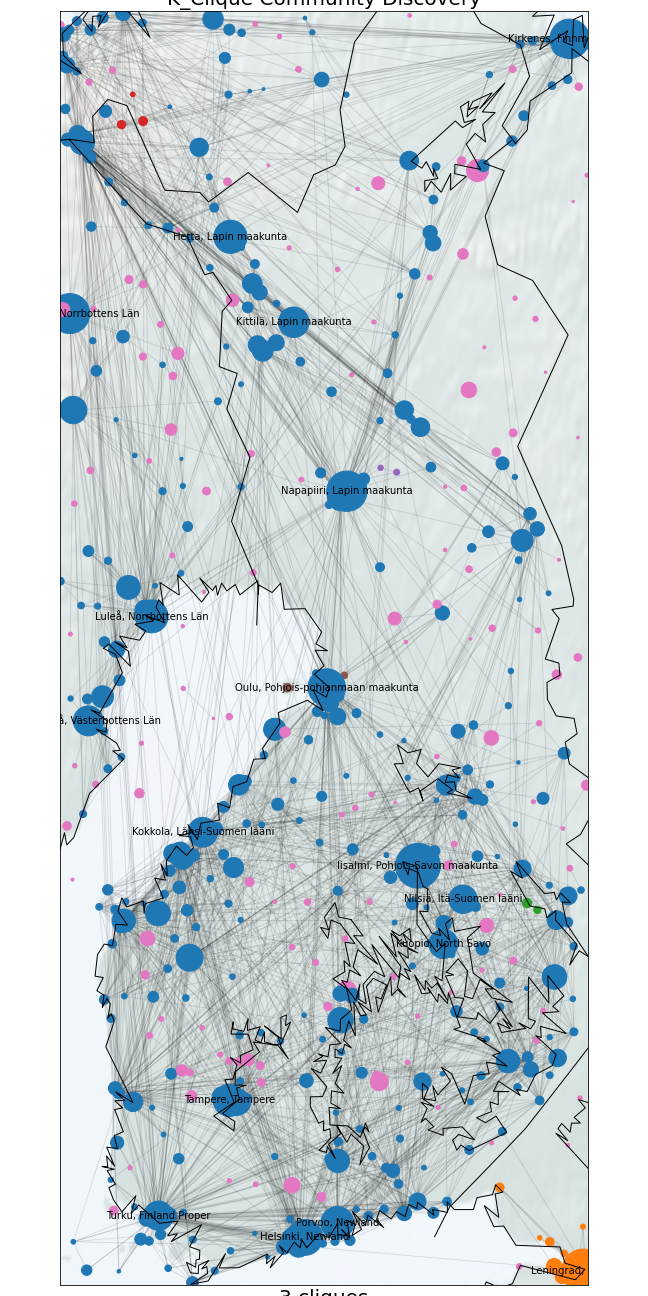 K_Clique Community Discovery
Kirkenes, Finnm
Hetta, Lapin maakunta
Norrbottens Län
Kittilä, Lapin maakunta
Napapiiri, Lapin maakunta
Luleå, Norrbottens Län
Oulu, Pohjois-pohjanmaan maakunta
å, Västerbottens Län
Kokkola, Länsi-Suomen lääni
Iisalmi, Pohjois-Savon maakunta
Nilsiä, Itä-Suomen lääni
Kuopio, North Savo
Tampere, Tampere
Turku, Finland Proper
Porvoo, Newland
Helsinki, Newland
Leningrad,
3 cliques